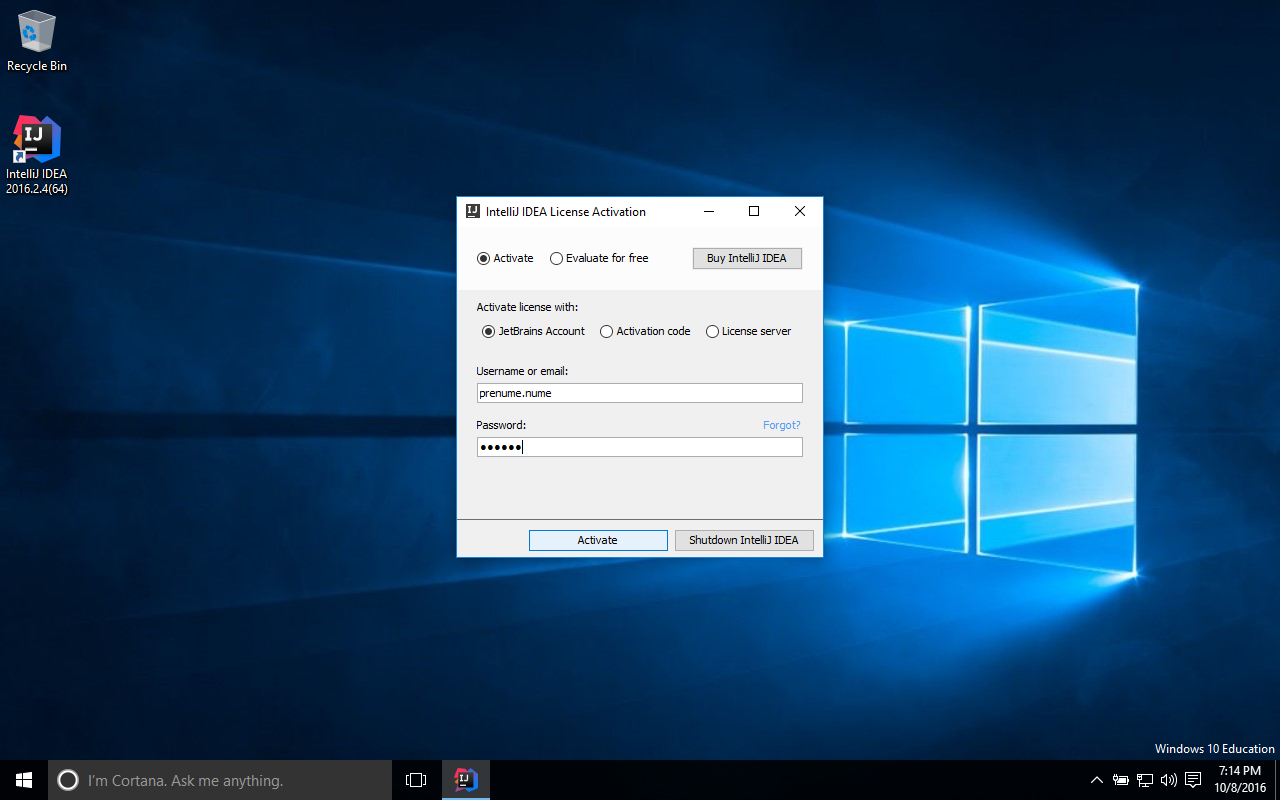 Recycle Bin
IJ
IntelliJ IDEA
2016.2.4(64)
IJ IntelliJ IDEA License Activation
Activate Evaluate for free Buy IntelliJ IDEA
Activate license with:
JetBrains Account Activation code License server
Username or email:
prenume.nume
Password: Forgot?
••••••
Activate Shutdown IntelliJ IDEA
Windows 10 Education
I'm Cortana. Ask me anything.
IJ
7:14 PM
10/8/2016